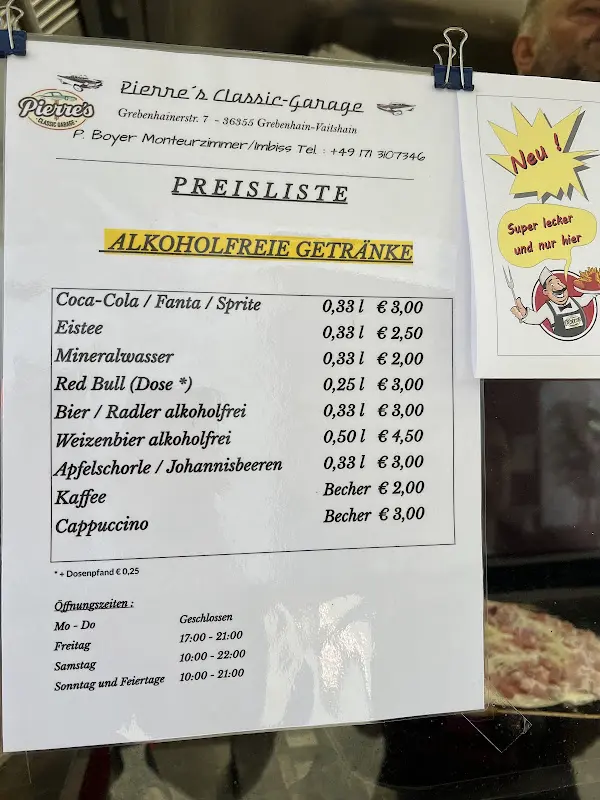 Pierre's
CLASSIC GARAGE
Pierre´s Classic-Garage
Grebenhainerstr. 7 - 36355 Grebenhain-Vaitshain
P. Boyer Monteurzimmer/Imbiss Tel. : +49 171 3107346
PREISLISTE
ALKOHOLFREIE GETRÄNKE
Coca-Cola / Fanta / Sprite 0,33 l € 3,00
Eistee 0,33 l € 2,50
Mineralwasser 0,33 l € 2,00
Red Bull (Dose *) 0,25 l € 3,00
Bier / Radler alkoholfrei 0,33 l € 3,00
Weizenbier alkoholfrei 0,50 l € 4,50
Apfelschorle / Johannisbeeren 0,33 l € 3,00
Kaffee Becher € 2,00
Cappuccino Becher € 3,00
* + Dosenpfand € 0,25
Öffnungszeiten :
Mo - Do Geschlossen
Freitag 17:00 - 21:00
Samstag 10:00 - 22:00
Sonntag und Feiertage 10:00 - 21:00
Neu !
Super lecker
und nur hier